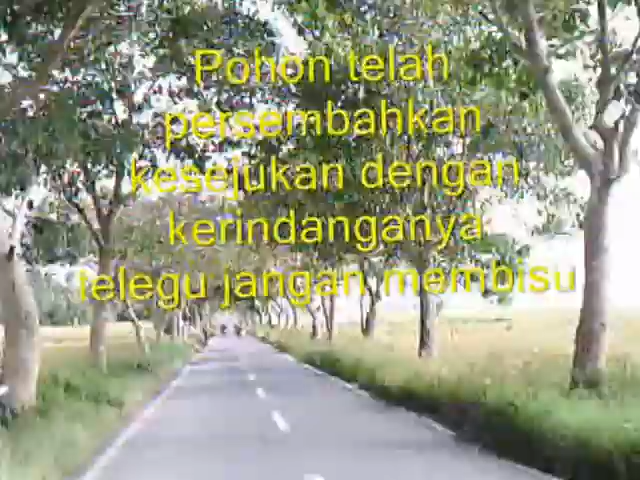 Pohon telah
persembahkan
kesejukan dengan
kerindanganya
telegu jangan membisu